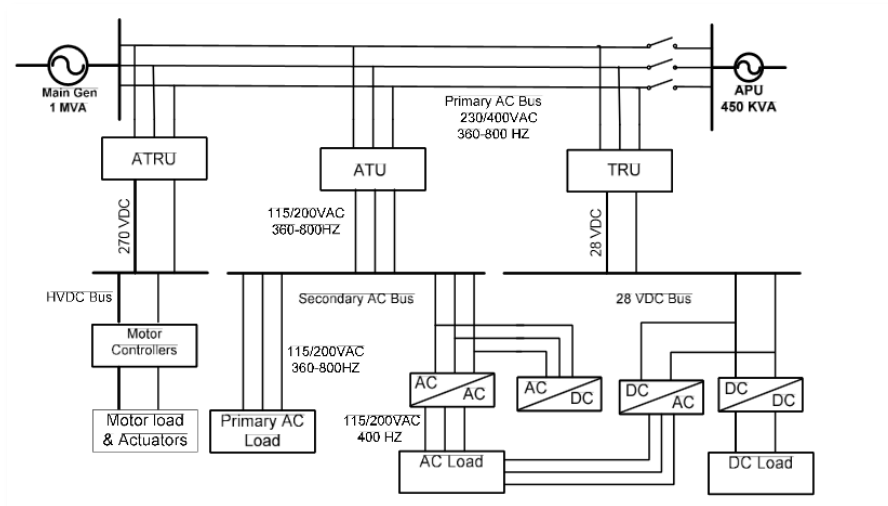 Main Gen
1 MVA
APU
450 KVA
Primary AC Bus
230/400VAC
360-800 HZ
ATRU
ATU
TRU
270 VDC
115/200VAC
360-800HZ
28 VDC
HVDC Bus
Secondary AC Bus
28 VDC Bus
Motor
Controllers
115/200VAC
360-800HZ
AC
AC
AC
DC
DC
AC
DC
DC
Motor load
& Actuators
Primary AC
Load
115/200VAC
400 HZ
AC Load
DC Load